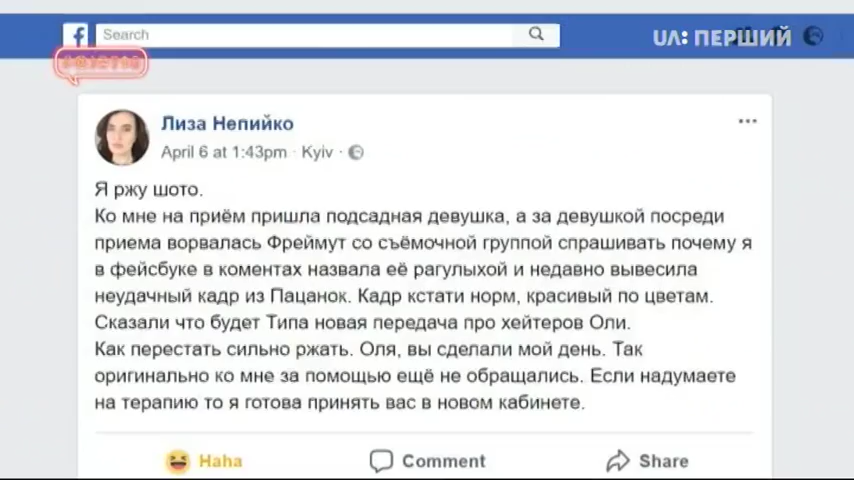 Search
UA: ПЕРШИЙ
Лиза Непийко
April 6 at 1:43pm · Kyiv ·
Я ржу шото.
Ко мне на приём пришла подсадная девушка, а за девушкой посреди
приема ворвалась Фреймут со съёмочной группой спрашивать почему я
в фейсбуке в коментах назвала её рагулыхой и недавно вывесила
неудачный кадр из Пацанок. Кадр кстати норм, красивый по цветам.
Сказали что будет Типа новая передача про хейтеров Оли.
Как перестать сильно ржать. Оля, вы сделали мой день. Так
оригинально ко мне за помощью ещё не обращались. Если надумаете
на терапию то я готова принять вас в новом кабинете.
Haha Comment Share